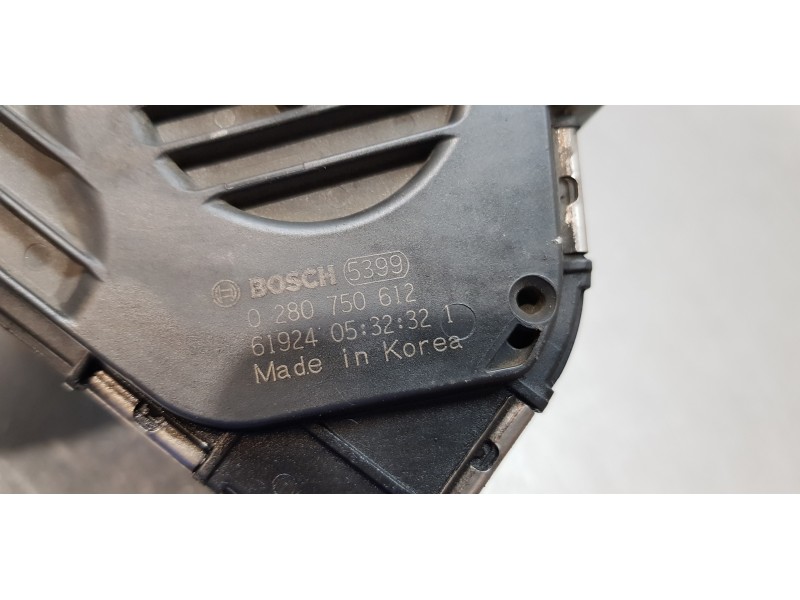 BOSCH 5399
0 280 750 612
61924 05:32:32 1
Made in Korea